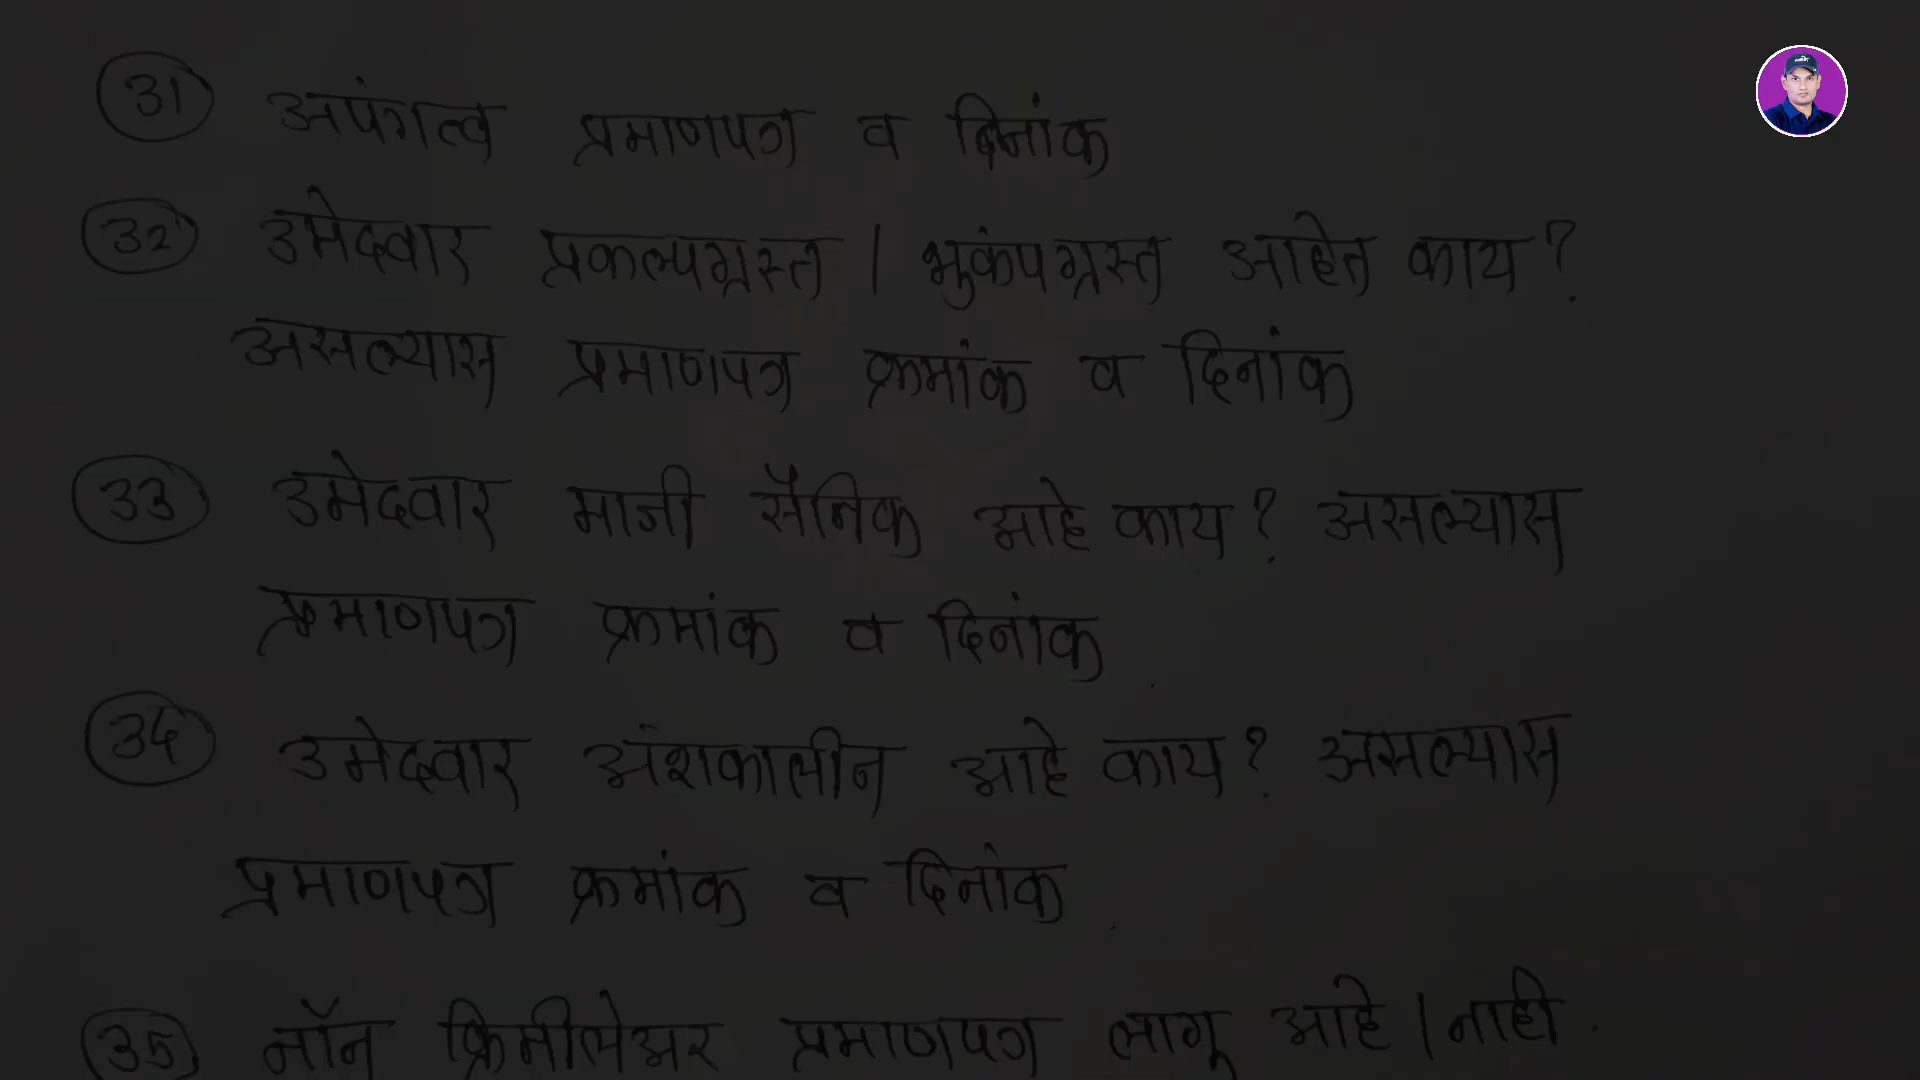 31 अपंगत्व प्रमाणपत्र व दिनांक
32 उमेदवार प्रकल्पग्रस्त / भुकंपग्रस्त आहेत काय ?
असल्यास प्रमाणपत्र क्रमांक व दिनांक
33 उमेदवार माजी सैनिक आहे काय ? असल्यास
प्रमाणपत्र क्रमांक व दिनांक
34 उमेदवार अंशकालीन आहे काय ? असल्यास
प्रमाणपत्र क्रमांक व दिनांक
35 नॉन क्रिमीलेअर प्रमाणपत्र लागू आहे / नाही.